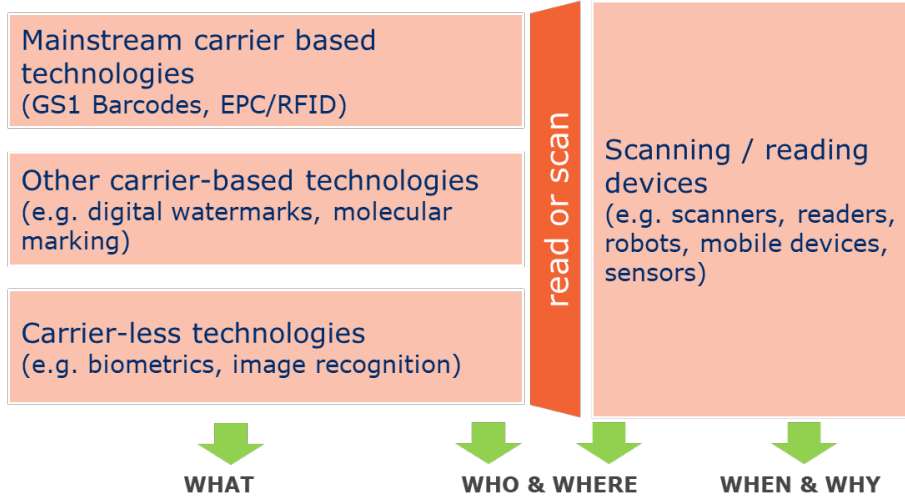 Mainstream carrier based
technologies
(GS1 Barcodes, EPC/RFID)
Other carrier-based technologies
(e.g. digital watermarks, molecular
marking)
Carrier-less technologies
(e.g. biometrics, image recognition)
read or scan
Scanning / reading
devices
(e.g. scanners, readers,
robots, mobile devices,
sensors)
WHAT
WHO & WHERE
WHEN & WHY